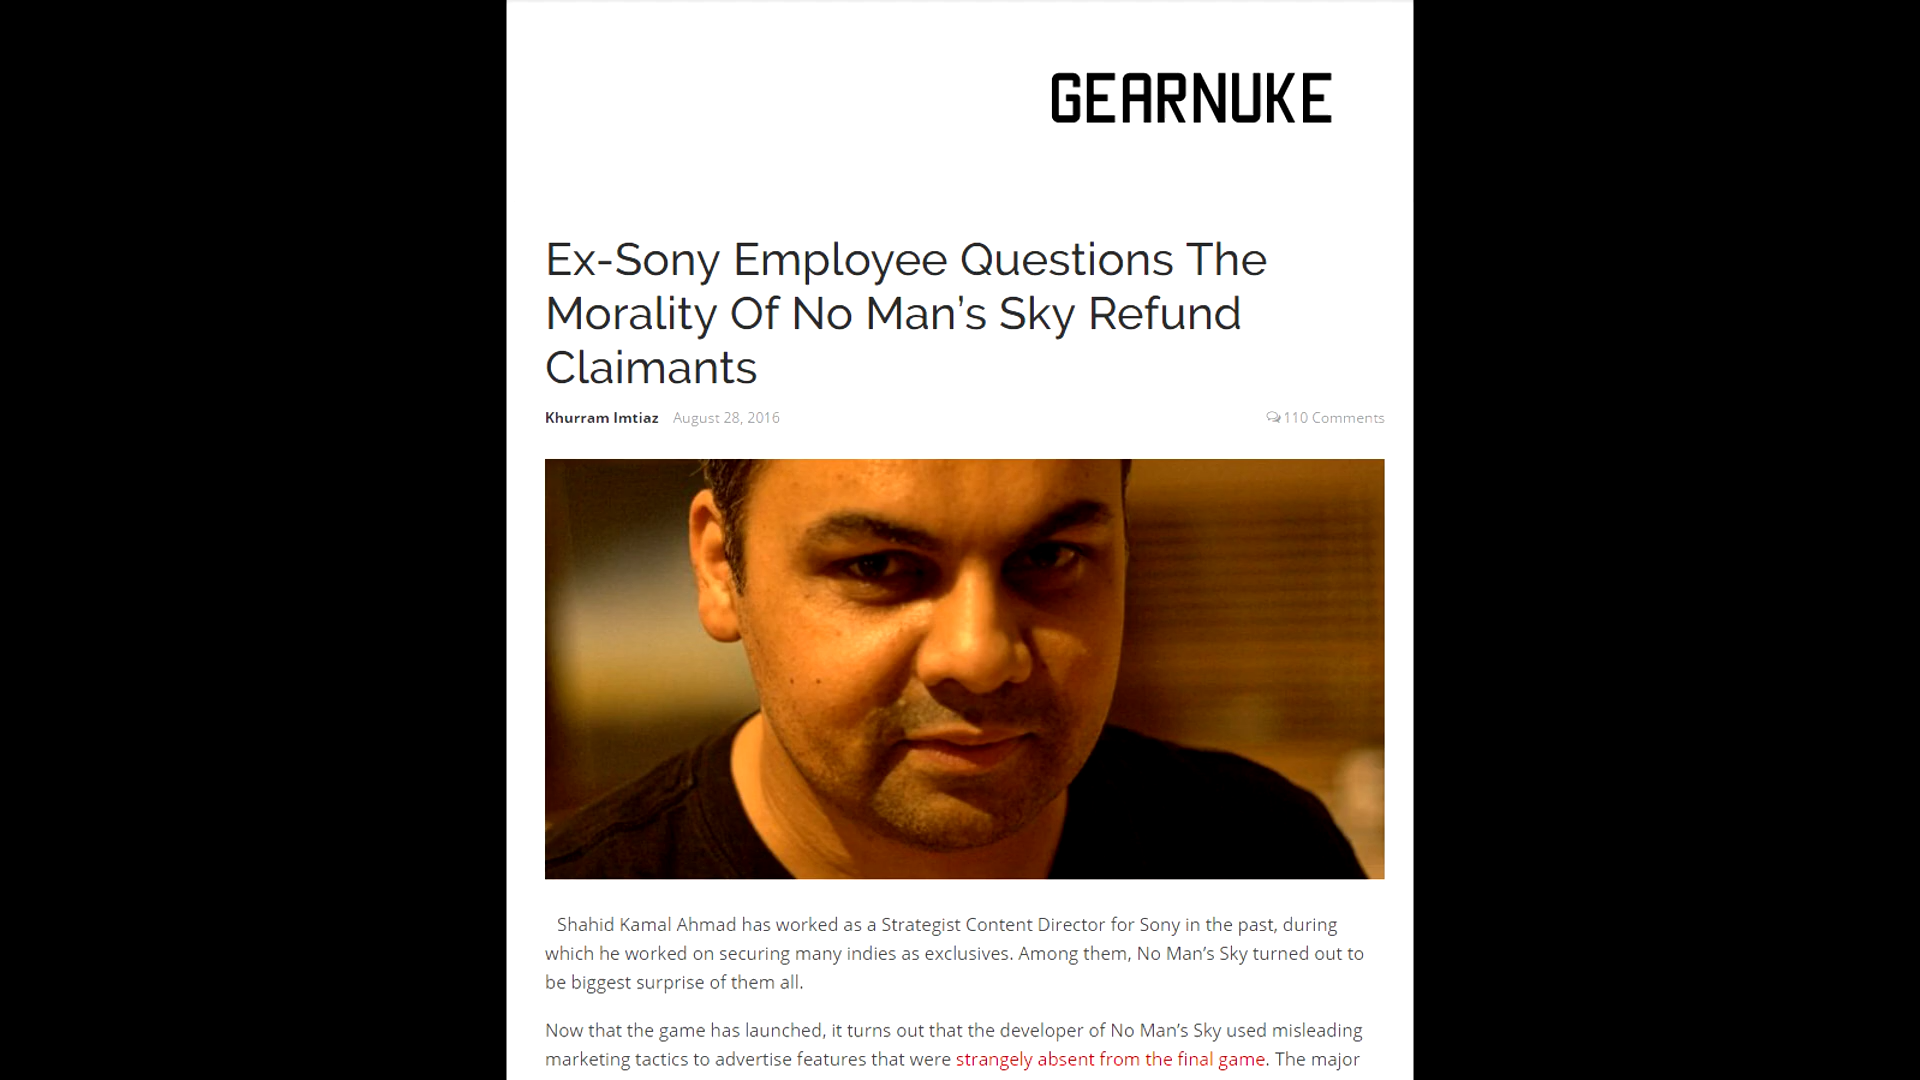 GEARNUKE
Ex-Sony Employee Questions The
Morality Of No Man’s Sky Refund
Claimants
Khurram Imtiaz August 28, 2016 110 Comments
Shahid Kamal Ahmad has worked as a Strategist Content Director for Sony in the past, during
which he worked on securing many indies as exclusives. Among them, No Man’s Sky turned out to
be biggest surprise of them all.
Now that the game has launched, it turns out that the developer of No Man’s Sky used misleading
marketing tactics to advertise features that were strangely absent from the final game. The major